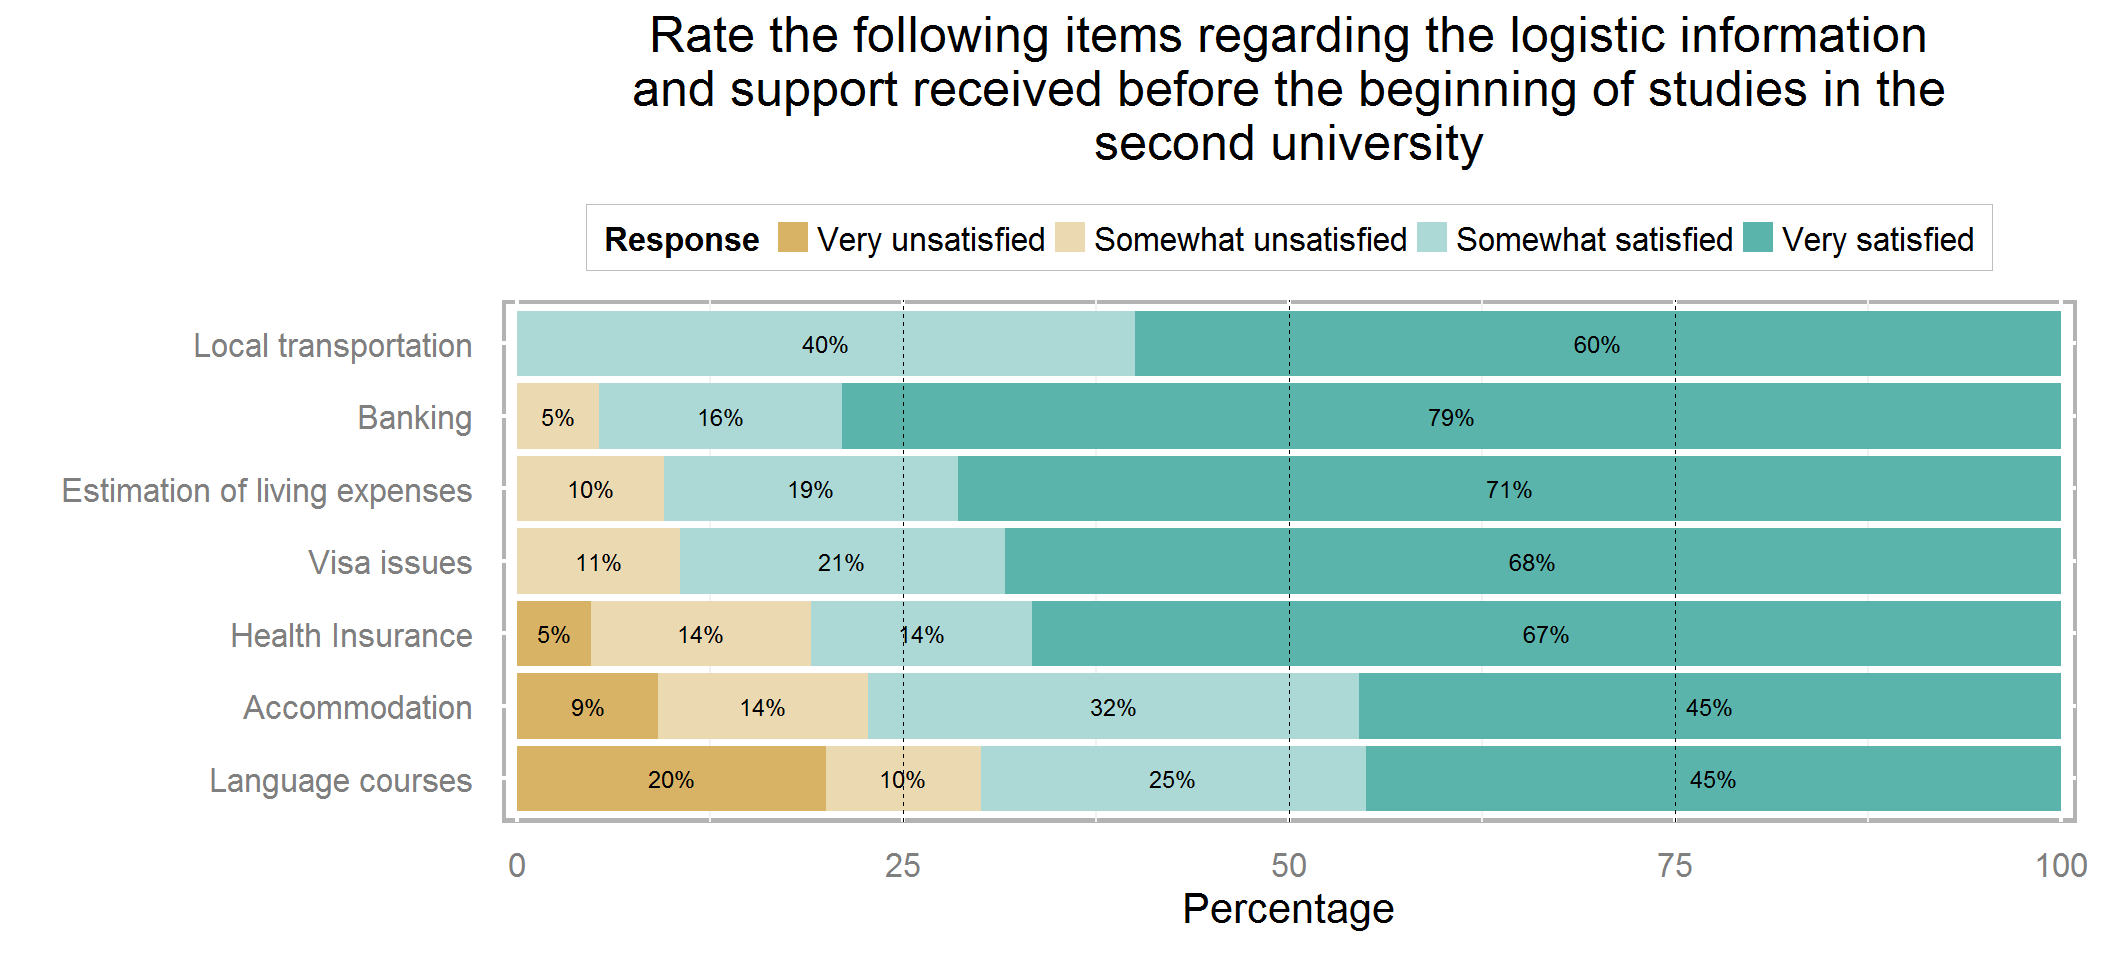 Rate the following items regarding the logistic information
and support received before the beginning of studies in the
second university
Response Very unsatisfied Somewhat unsatisfied Somewhat satisfied Very satisfied
Local transportation 40% 60%
Banking 5% 16% 79%
Estimation of living expenses 10% 19% 71%
Visa issues 11% 21% 68%
Health Insurance 5% 14% 14% 67%
Accommodation 9% 14% 32% 45%
Language courses 20% 10% 25% 45%
0 25 50 75 100
Percentage